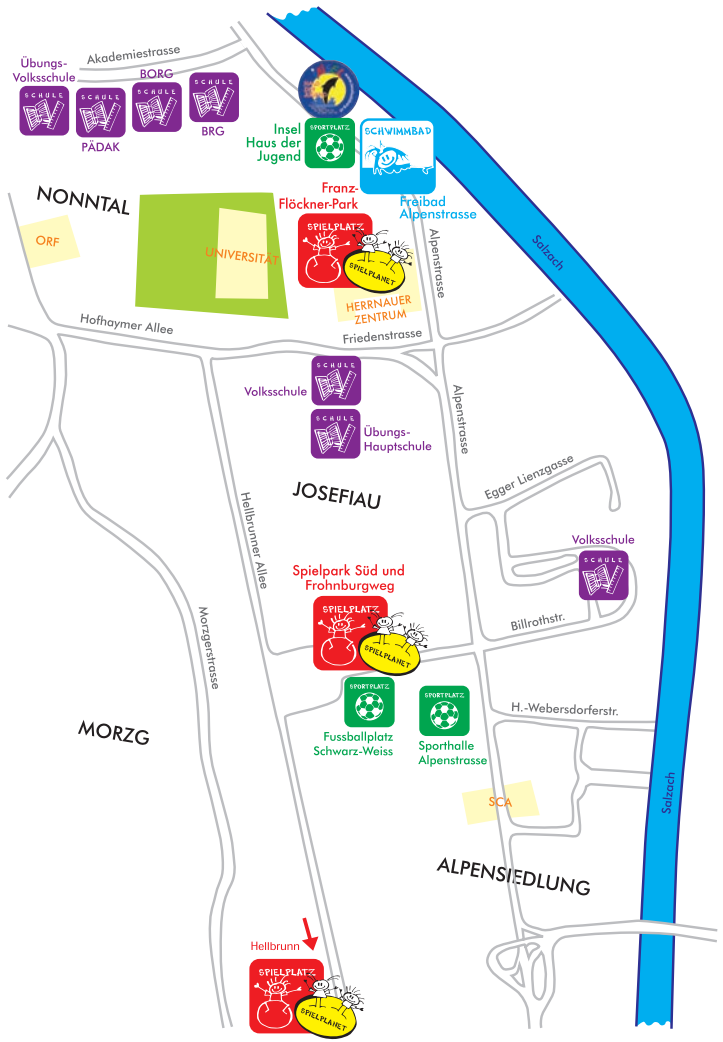 Akademiestrasse
Übungs-
Volksschule
BORG
SCHULE
SCHULE
SCHULE
SCHULE
PÄDAK
BRG
Insel
Haus der
Jugend
SPORTPLATZ
SCHWIMMBAD
Freibad
Alpenstrasse
NONNTAL
ORF
UNIVERSITÄT
Franz-
Flöckner-Park
SPIELPLATZ
SPIELPLANET
HERRNAUER
ZENTRUM
Alpenstrasse
Salzach
Hofhaymer Allee
Friedenstrasse
Volksschule
SCHULE
SCHULE
Übungs-
Hauptschule
Alpenstrasse
JOSEFIAU
Egger Lienzgasse
Hellbrunner Allee
Volksschule
SCHULE
Spielpark Süd und
Frohnburgweg
SPIELPLATZ
SPIELPLANET
Billrothstr.
Morzgerstrasse
SPORTPLATZ
Fussballplatz
Schwarz-Weiss
SPORTPLATZ
Sporthalle
Alpenstrasse
H.-Webersdorferstr.
MORZG
SCA
Salzach
ALPENSIEDLUNG
Hellbrunn
SPIELPLATZ
SPIELPLANET